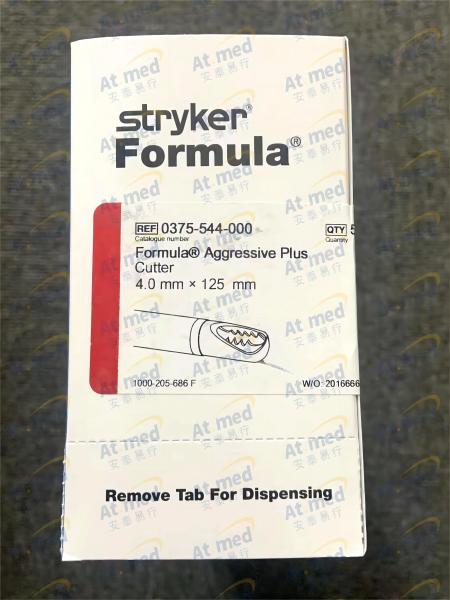 stryker®
Formula®
REF 0375-544-000
Catalogue number
QTY 5
Quantity
Formula® Aggressive Plus
Cutter
4.0 mm × 125 mm
1000-205-686 F
W/O: 2016666
Remove Tab For Dispensing
At med
安泰易行